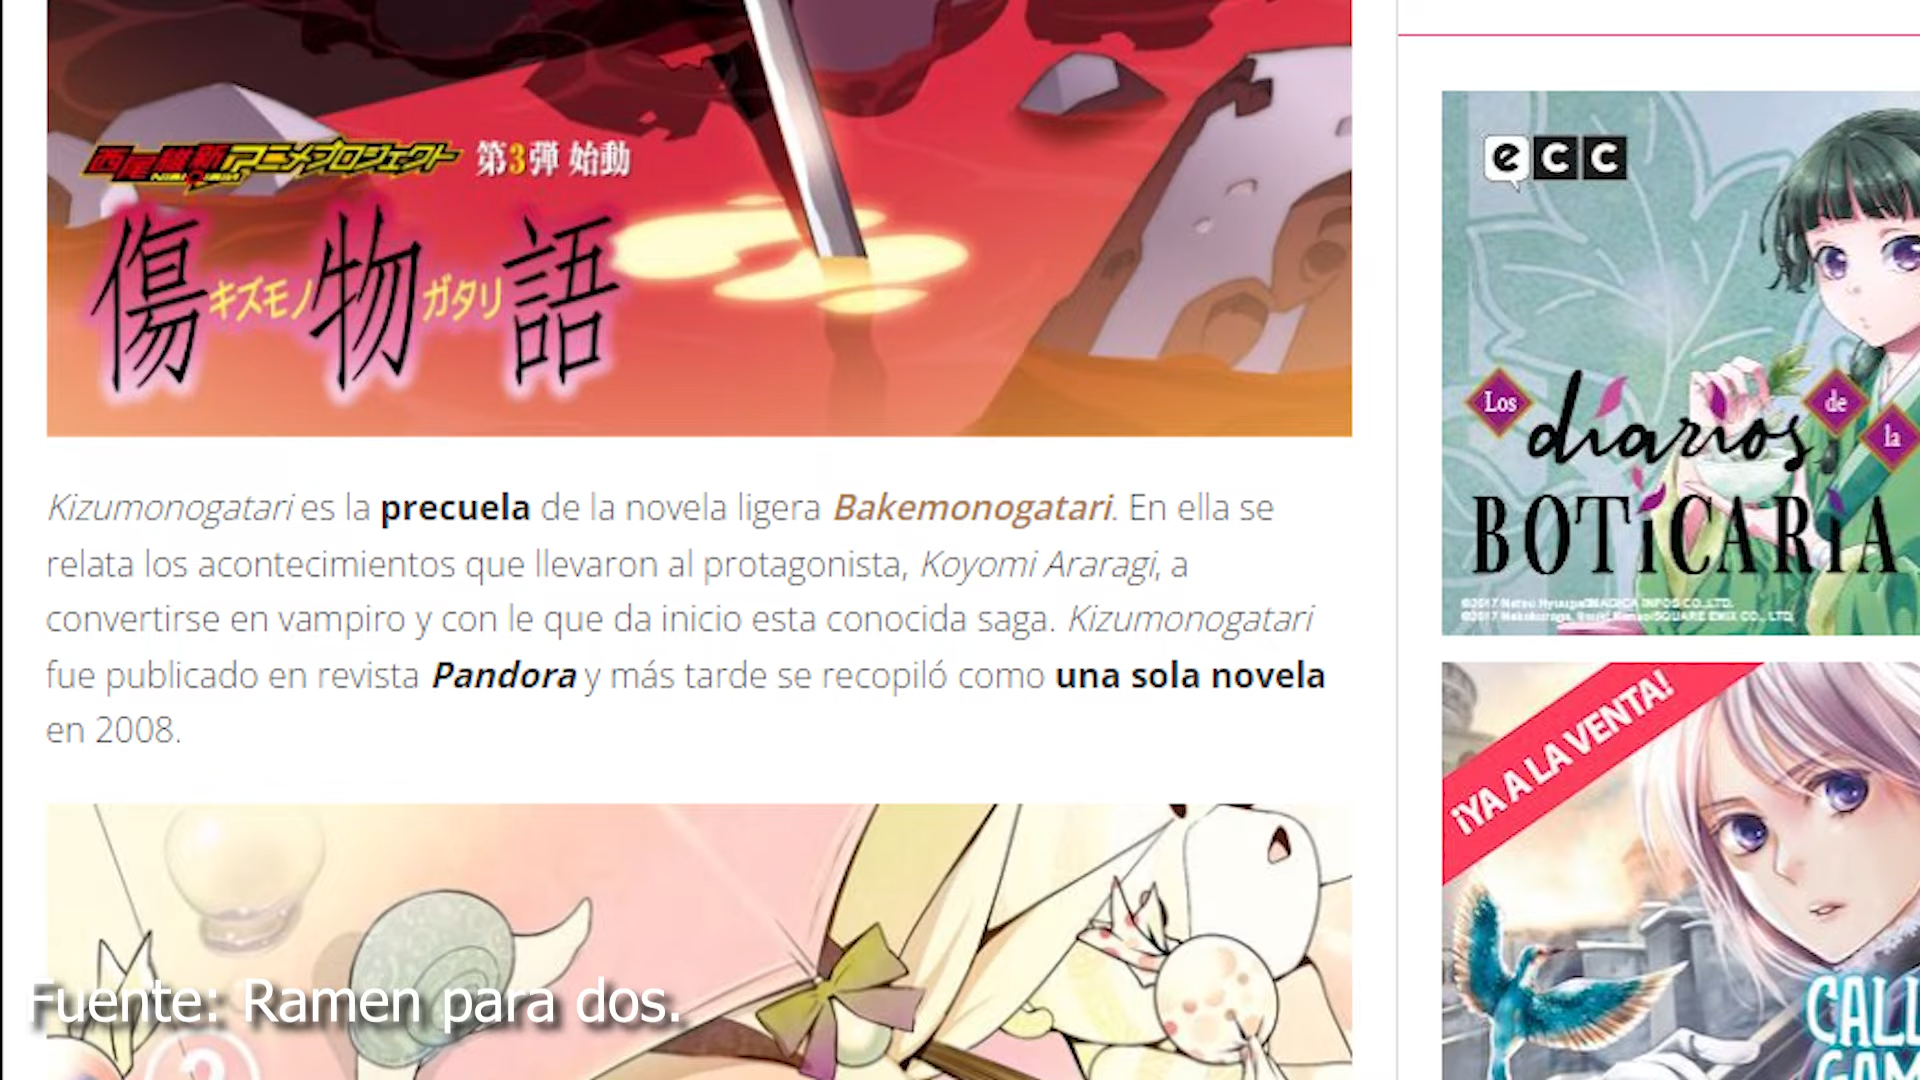 西尾維新アニメプロジェクト 第3弾 始動
傷物語
キズモノガタリ
Kizumonogatari es la precuela de la novela ligera Bakemonogatari. En ella se
relata los acontecimientos que llevaron al protagonista, Koyomi Araragi, a
convertirse en vampiro y con le que da inicio esta conocida saga. Kizumonogatari
fue publicado en revista Pandora y más tarde se recopiló como una sola novela
en 2008.
Fuente: Ramen para dos.
ecc
Los diarios de la
BOTiCARiA
¡YA A LA VENTA!
CALL